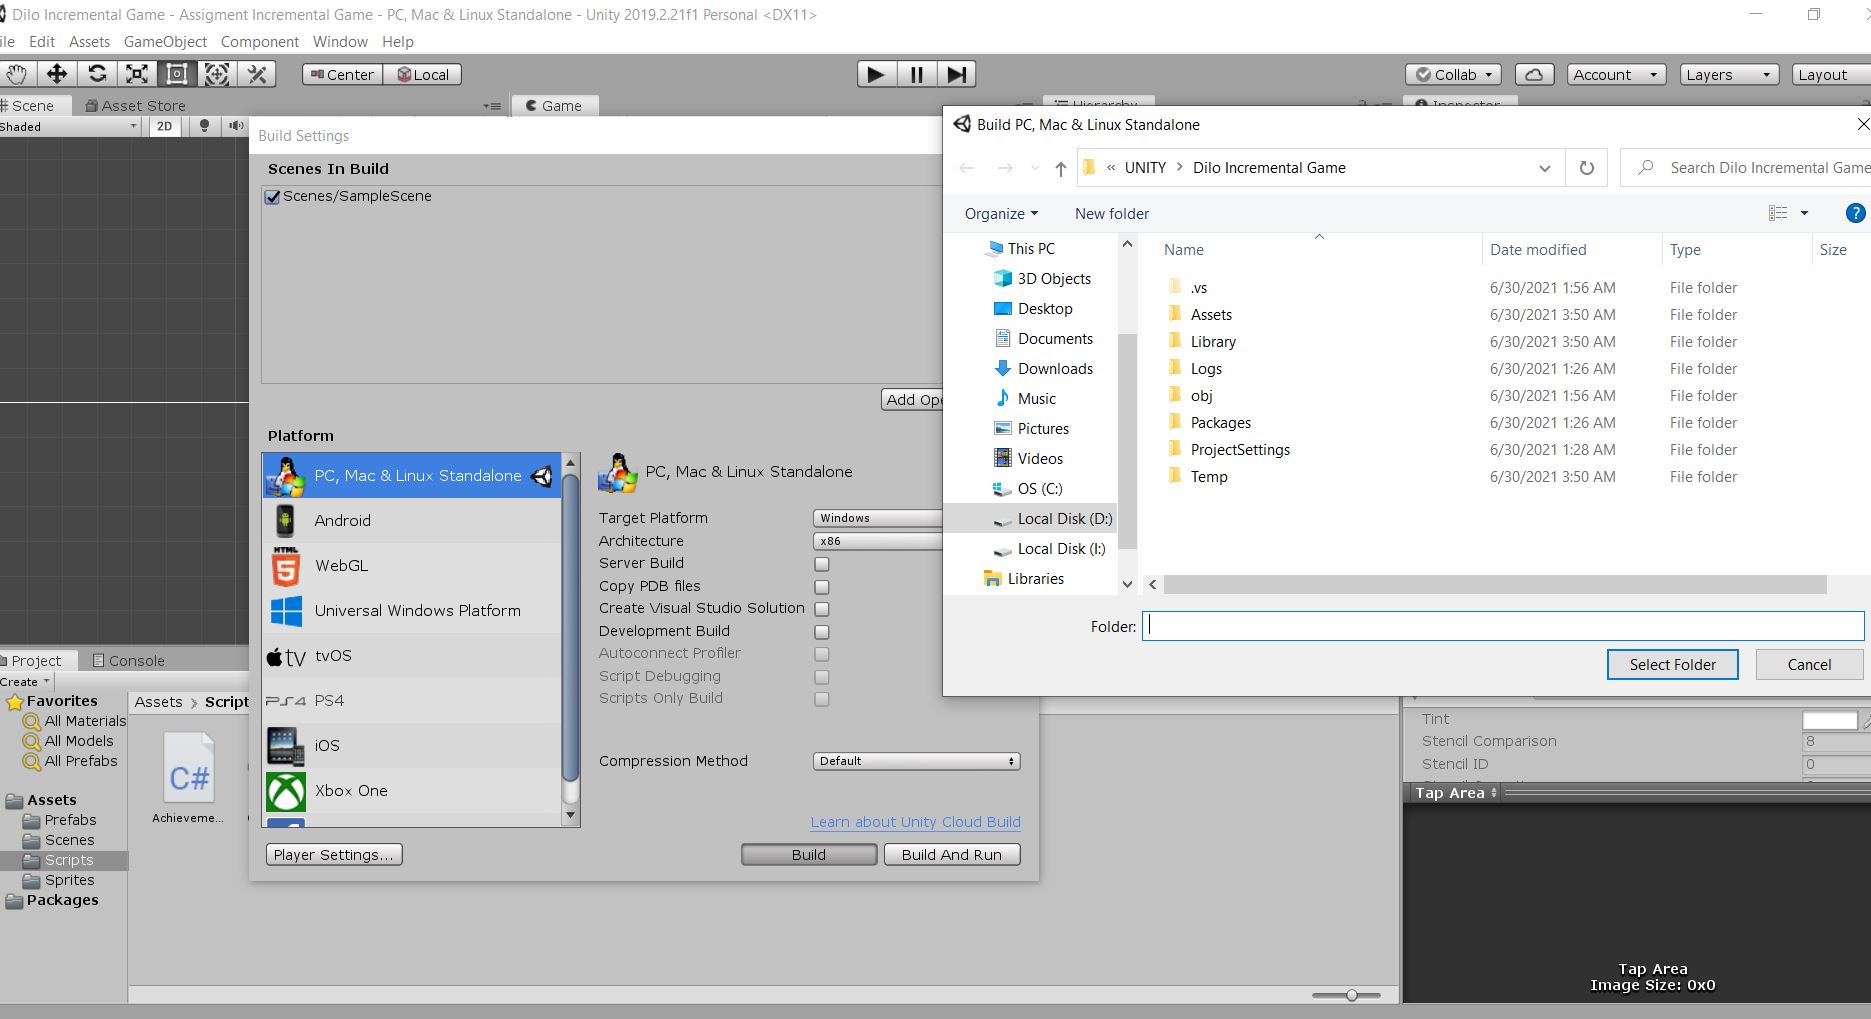 Dilo Incremental Game - Assigment Incremental Game - PC, Mac & Linux Standalone - Unity 2019.2.21f1 Personal <DX11>
ile Edit Assets GameObject Component Window Help
Center Local
Collab Account Layers Layout
Scene Asset Store Game Hierarchy Inspector
Shaded 2D
Build Settings
Scenes In Build
Scenes/SampleScene
Add Ope
Platform
PC, Mac & Linux Standalone
Android
HTML
5
WebGL
Universal Windows Platform
tv tvOS
PS4 PS4
iOS
Xbox One
PC, Mac & Linux Standalone
Target Platform Windows
Architecture x86
Server Build
Copy PDB files
Create Visual Studio Solution
Development Build
Autoconnect Profiler
Script Debugging
Scripts Only Build
Compression Method Default
Learn about Unity Cloud Build
Player Settings... Build Build And Run
Build PC, Mac & Linux Standalone
« UNITY > Dilo Incremental Game Search Dilo Incremental Game
Organize New folder ?
This PC
3D Objects
Desktop
Documents
Downloads
Music
Pictures
Videos
OS (C:)
Local Disk (D:)
Local Disk (I:)
Libraries
Name Date modified Type Size
.vs 6/30/2021 1:56 AM File folder
Assets 6/30/2021 3:50 AM File folder
Library 6/30/2021 3:50 AM File folder
Logs 6/30/2021 1:26 AM File folder
obj 6/30/2021 1:56 AM File folder
Packages 6/30/2021 1:26 AM File folder
ProjectSettings 6/30/2021 1:28 AM File folder
Temp 6/30/2021 3:50 AM File folder
Folder:
Select Folder Cancel
Project Console
Create
Favorites
All Materials
All Models
All Prefabs
Assets
Prefabs
Scenes
Scripts
Sprites
Packages
Assets > Script
C#
Achieveme...
Tint
Stencil Comparison 8
Stencil ID 0
Tap Area
Tap Area
Image Size: 0x0